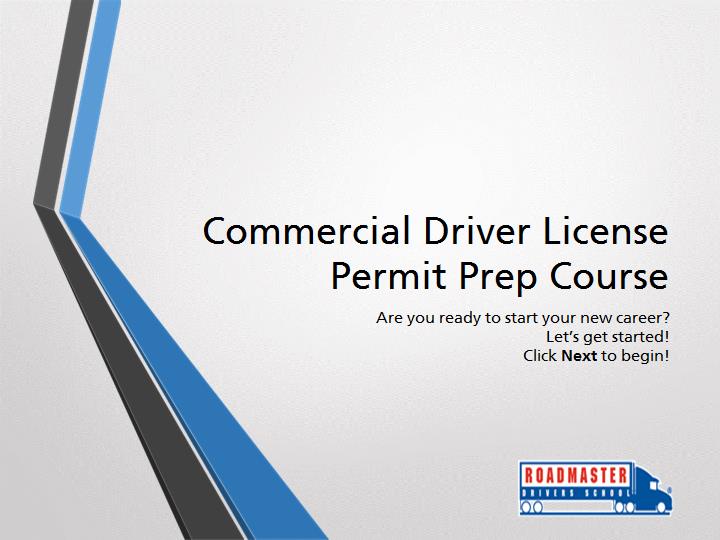 Commercial Driver License
Permit Prep Course
Are you ready to start your new career?
Let's get started!
Click Next to begin!
ROADMASTER
DRIVERS SCHOOL